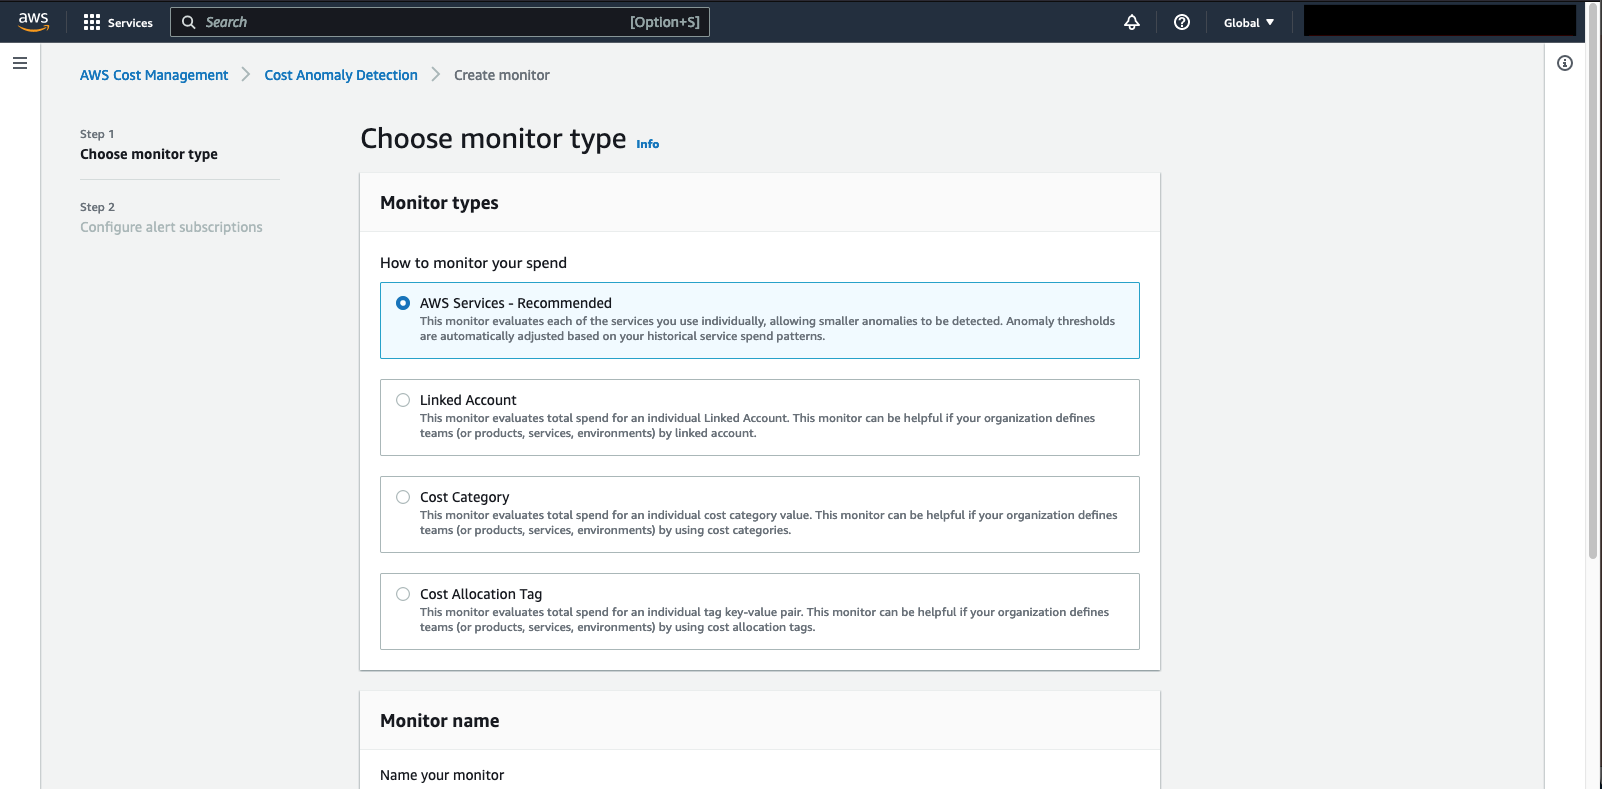 aws Services Search [Option+S] Global
AWS Cost Management Cost Anomaly Detection Create monitor
Step 1
Choose monitor type
Step 2
Configure alert subscriptions
Choose monitor type Info
Monitor types
How to monitor your spend
AWS Services - Recommended
This monitor evaluates each of the services you use individually, allowing smaller anomalies to be detected. Anomaly thresholds
are automatically adjusted based on your historical service spend patterns.
Linked Account
This monitor evaluates total spend for an individual Linked Account. This monitor can be helpful if your organization defines
teams (or products, services, environments) by linked account.
Cost Category
This monitor evaluates total spend for an individual cost category value. This monitor can be helpful if your organization defines
teams (or products, services, environments) by using cost categories.
Cost Allocation Tag
This monitor evaluates total spend for an individual tag key-value pair. This monitor can be helpful if your organization defines
teams (or products, services, environments) by using cost allocation tags.
Monitor name
Name your monitor